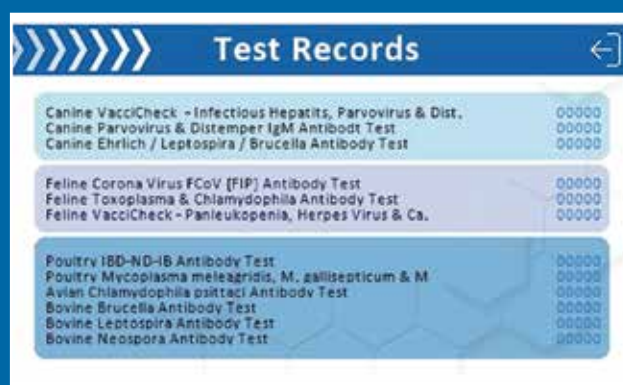 Test Records
Canine VacciCheck - Infectious Hepatits, Parvovirus & Dist. 00000
Canine Parvovirus & Distemper IgM Antibodt Test 00000
Canine Ehrlich / Leptospira / Brucella Antibody Test 00000
Feline Corona Virus FCoV [FIP] Antibody Test 00000
Feline Toxoplasma & Chlamydophila Antibody Test 00000
Feline VacciCheck - Panleukopenia, Herpes Virus & Ca. 00000
Poultry IBD-ND-IB Antibody Test 00000
Poultry Mycoplasma meleagridis, M. gallisepticum & M 00000
Avian Chlamydophila psittaci Antibody Test 00000
Bovine Brucella Antibody Test 00000
Bovine Leptospira Antibody Test 00000
Bovine Neospora Antibody Test 00000